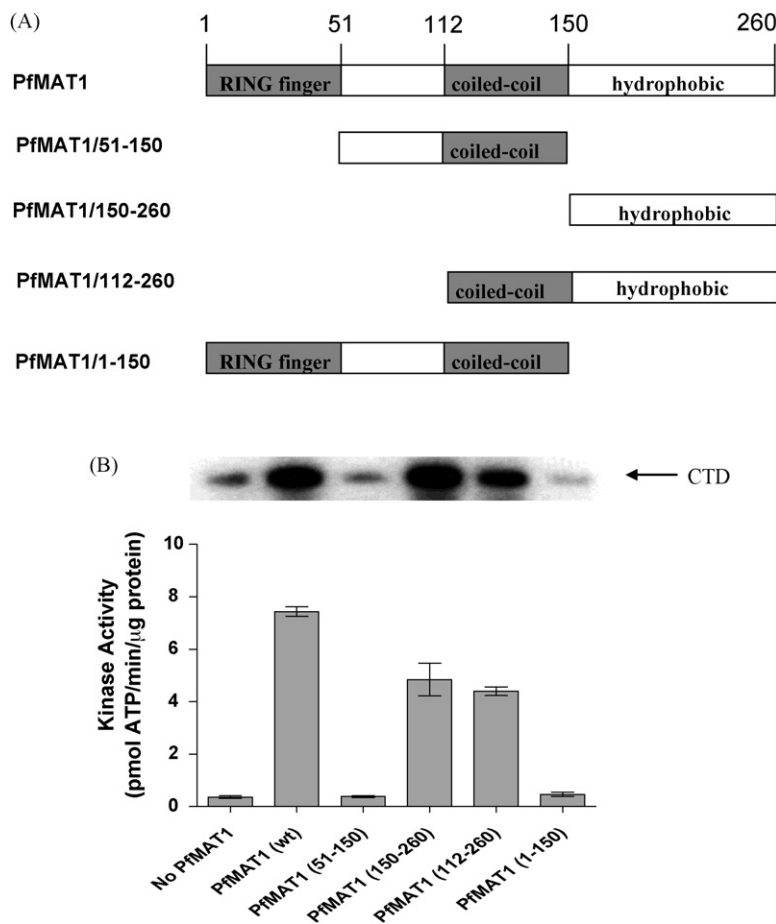 (A)
1 51 112 150 260
PfMAT1 RING finger coiled-coil hydrophobic
PfMAT1/51-150 coiled-coil
PfMAT1/150-260 hydrophobic
PfMAT1/112-260 coiled-coil hydrophobic
PfMAT1/1-150 RING finger coiled-coil
(B)
CTD
Kinase Activity
(pmol ATP/min/µg protein)
10
8
6
4
2
0
No PfMAT1
PfMAT1 (wt)
PfMAT1 (51-150)
PfMAT1 (150-260)
PfMAT1 (112-260)
PfMAT1 (1-150)